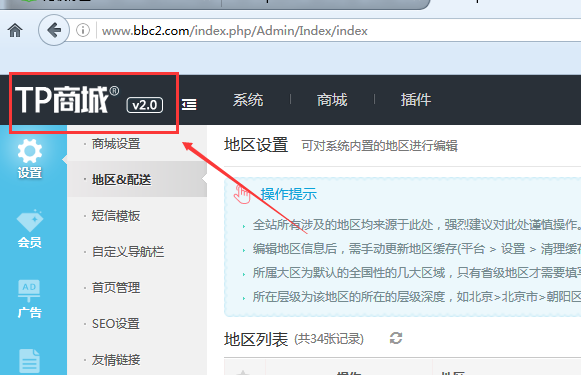 www.bbc2.com/index.php/Admin/Index/index
TP商城® v2.0
系统 商城 插件
设置
会员
AD
广告
商城设置
地区&配送
短信模板
自定义导航栏
首页管理
SEO设置
友情链接
地区设置 可对系统内置的地区进行编辑
操作提示
全站所有涉及的地区均来源于此处，强烈建议对此处谨慎操作。
编辑地区信息后，需手动更新地区缓存(平台 > 设置 > 清理缓存
所属大区为默认的全国性的几大区域，只有省级地区才需要填写
所在层级为该地区的所在的层级深度，如北京>北京市>朝阳区
地区列表 (共34张记录)